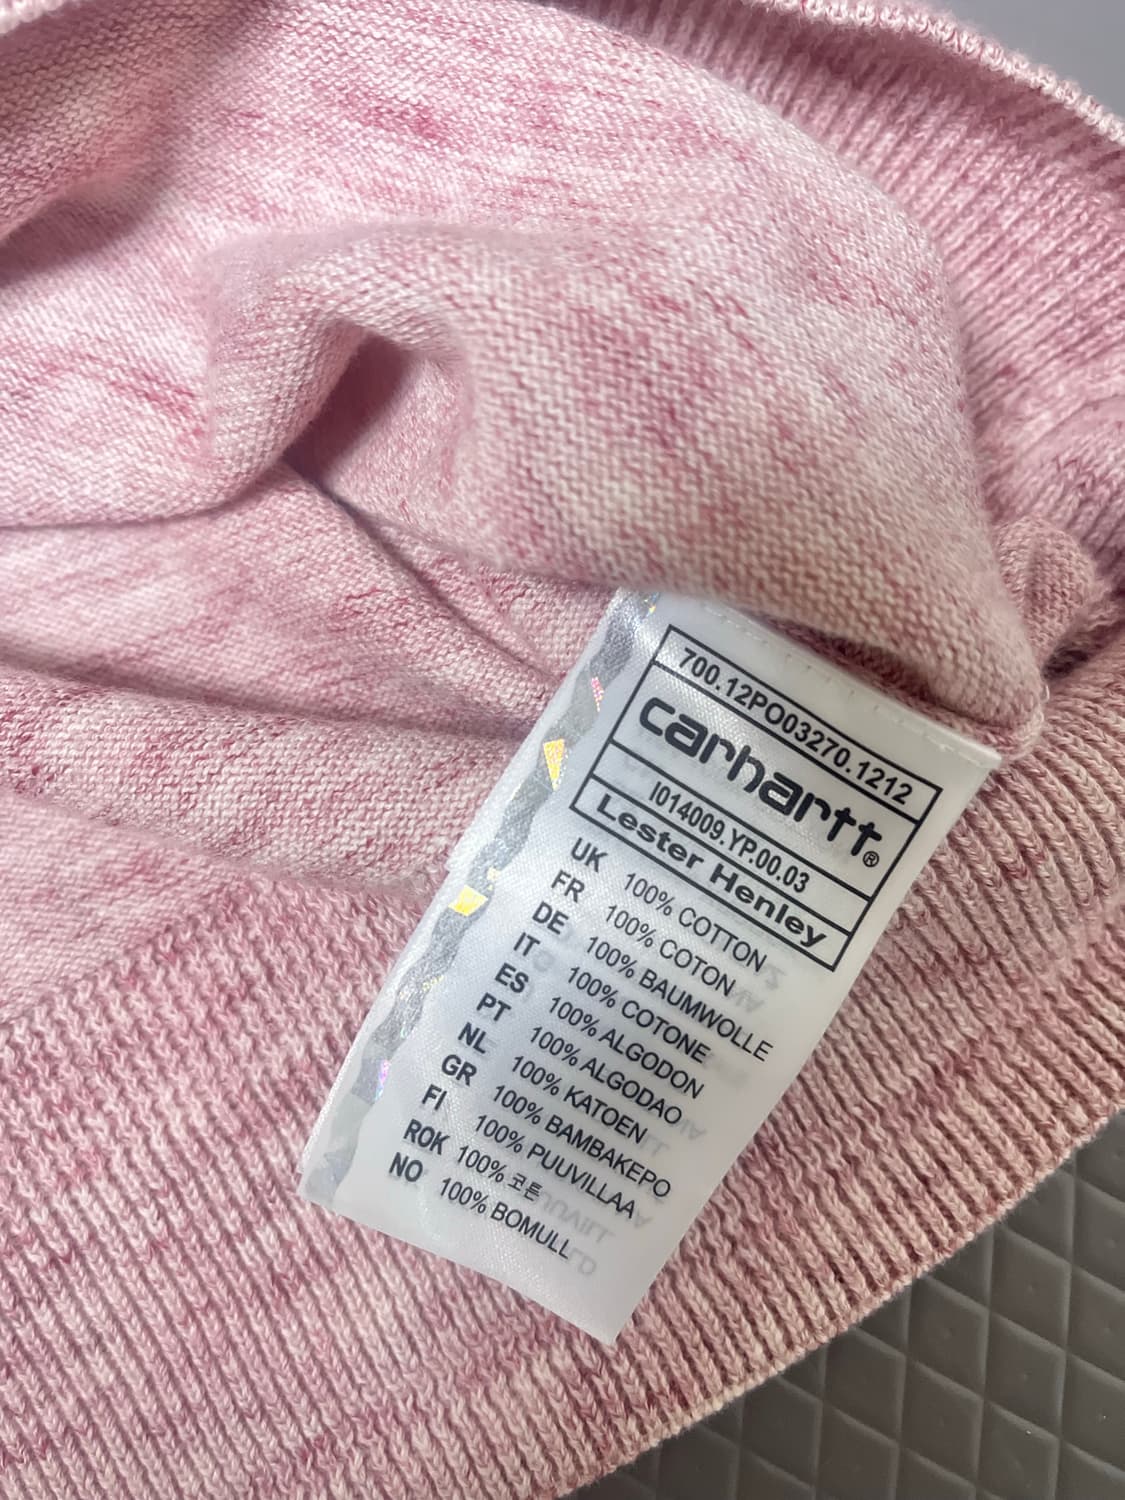 700.12PO03270.1212
carhartt®
I014009.YP.00.03
Lester Henley
UK 100% COTTON
FR 100% COTON
DE 100% BAUMWOLLE
IT 100% COTONE
ES 100% ALGODON
PT 100% ALGODAO
NL 100% KATOEN
GR 100% BAMBAKEPO
FI 100% PUUVILLAA
ROK 100% 코튼
NO 100% BOMULL